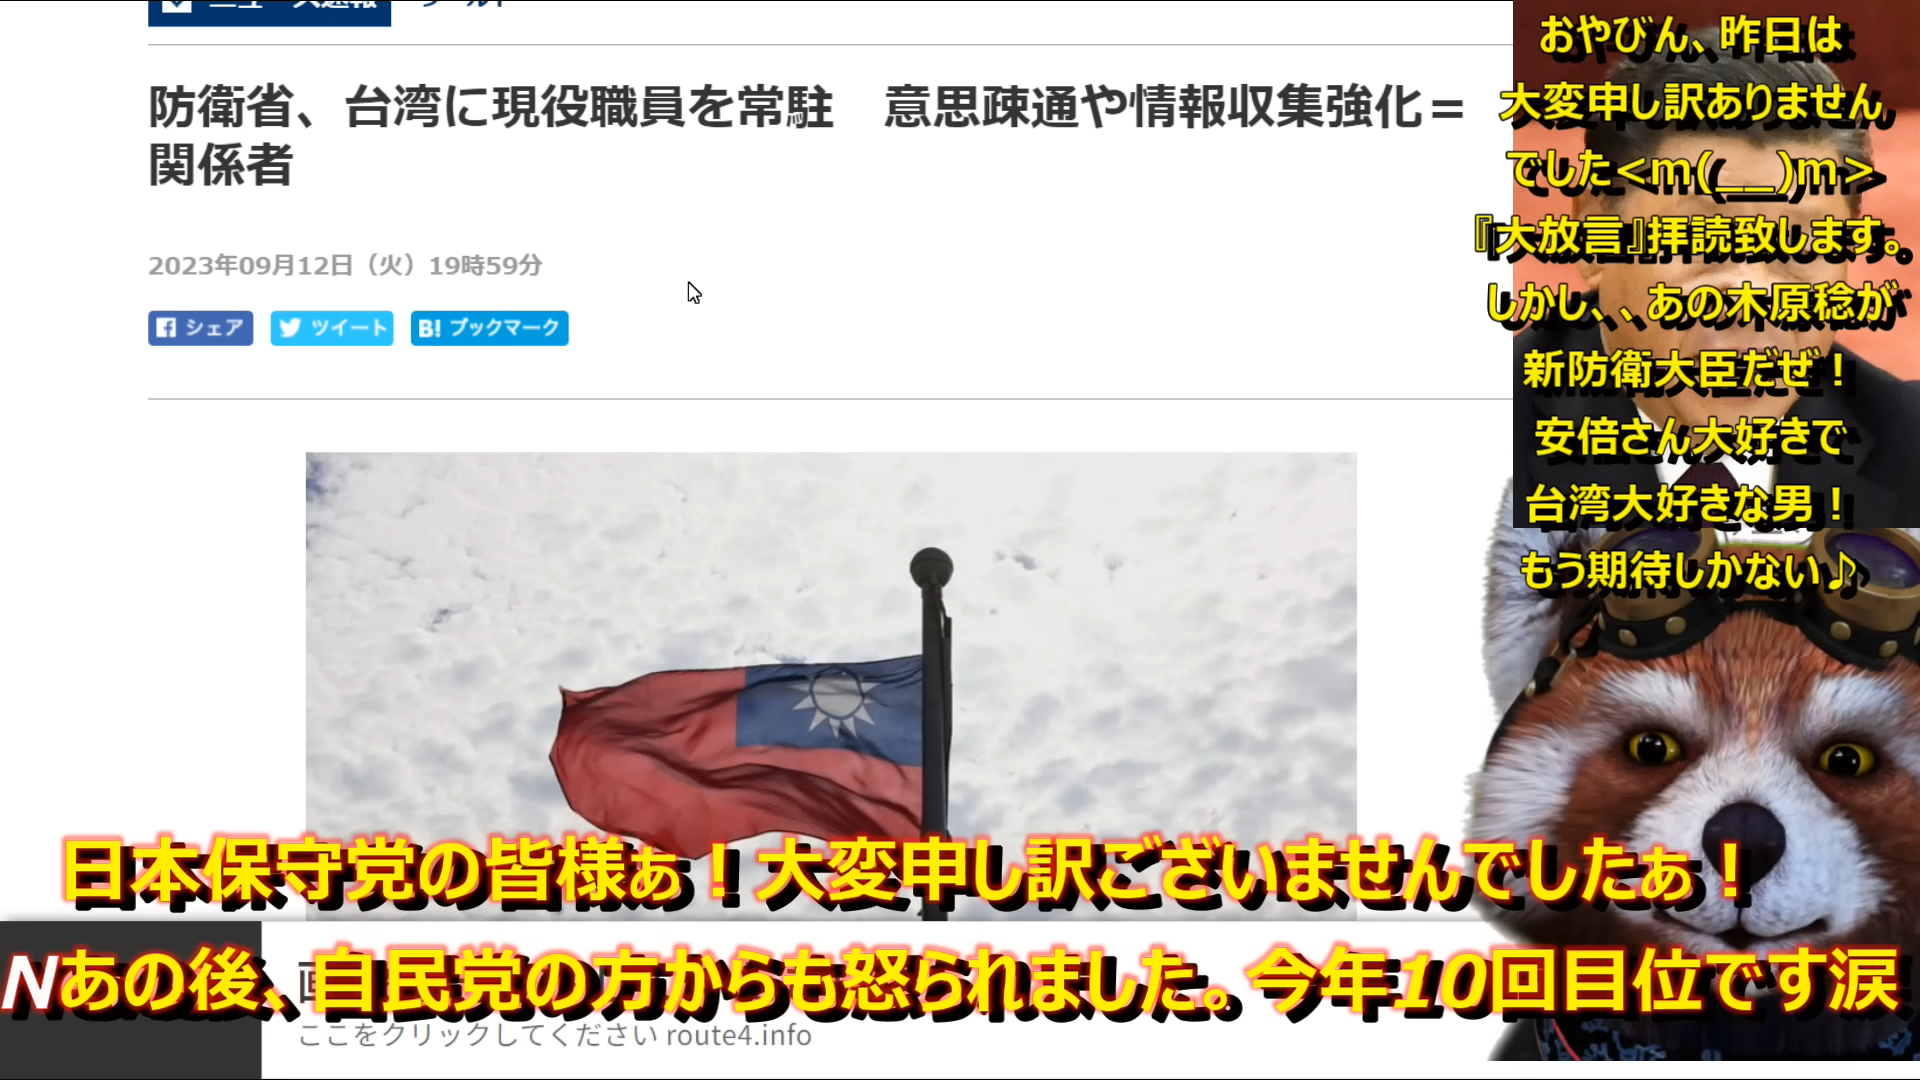 ニュース速報
ワールド
防衛省、台湾に現役職員を常駐　意思疎通や情報収集強化＝
関係者
2023年09月12日（火）19時59分
シェア
ツイート
B! ブックマーク
おやびん、昨日は
大変申し訳ありません
でした<m(__)m>
『大放言』拝読致します。
しかし、、あの木原稔が
新防衛大臣だぜ！
安倍さん大好きで
台湾大好きな男！
もう期待しかない♪
日本保守党の皆様ぁ！大変申し訳ございませんでしたぁ！
Nあの後、自民党の方からも怒られました。今年10回目位です涙
ここをクリックしてください route4.info